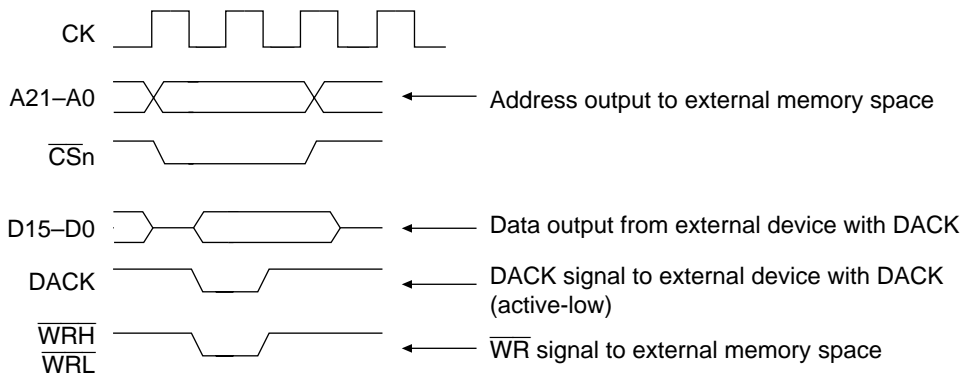 CK
A21–A0
Address output to external memory space
CSn
D15–D0
Data output from external device with DACK
DACK
DACK signal to external device with DACK
(active-low)
WRH
WRL
WR signal to external memory space